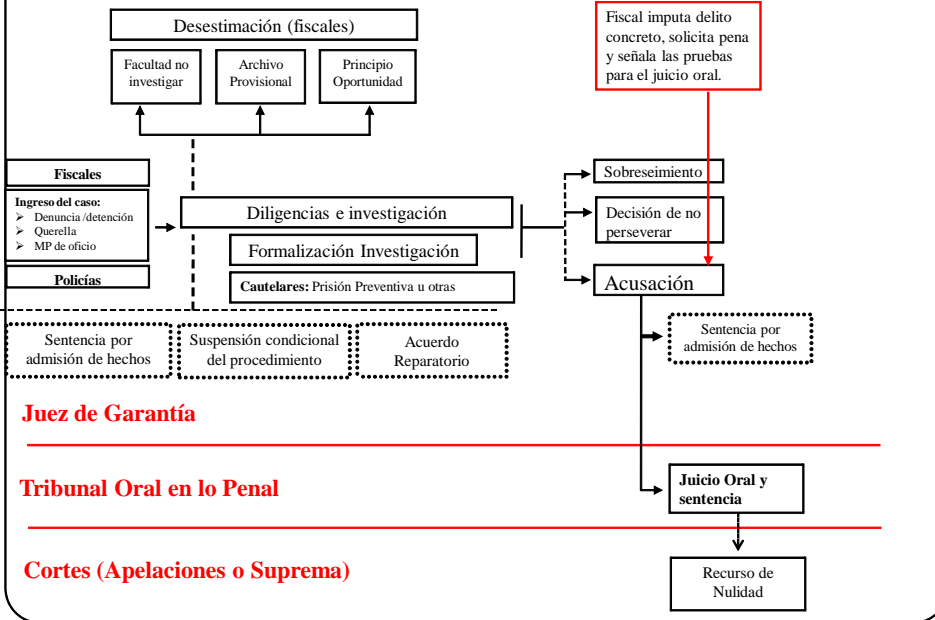 Desestimación (fiscales)
Facultad no
investigar
Archivo
Provisional
Principio
Oportunidad
Fiscal imputa delito
concreto, solicita pena
y señala las pruebas
para el juicio oral.
Fiscales
Ingreso del caso:
➢ Denuncia /detención
➢ Querella
➢ MP de oficio
Policías
Diligencias e investigación
Formalización Investigación
Cautelares: Prisión Preventiva u otras
Sobreseimiento
Decisión de no
perseverar
Acusación
Sentencia por
admisión de hechos
Suspensión condicional
del procedimiento
Acuerdo
Reparatorio
Sentencia por
admisión de hechos
Juez de Garantía
Tribunal Oral en lo Penal
Juicio Oral y
sentencia
Cortes (Apelaciones o Suprema)
Recurso de
Nulidad